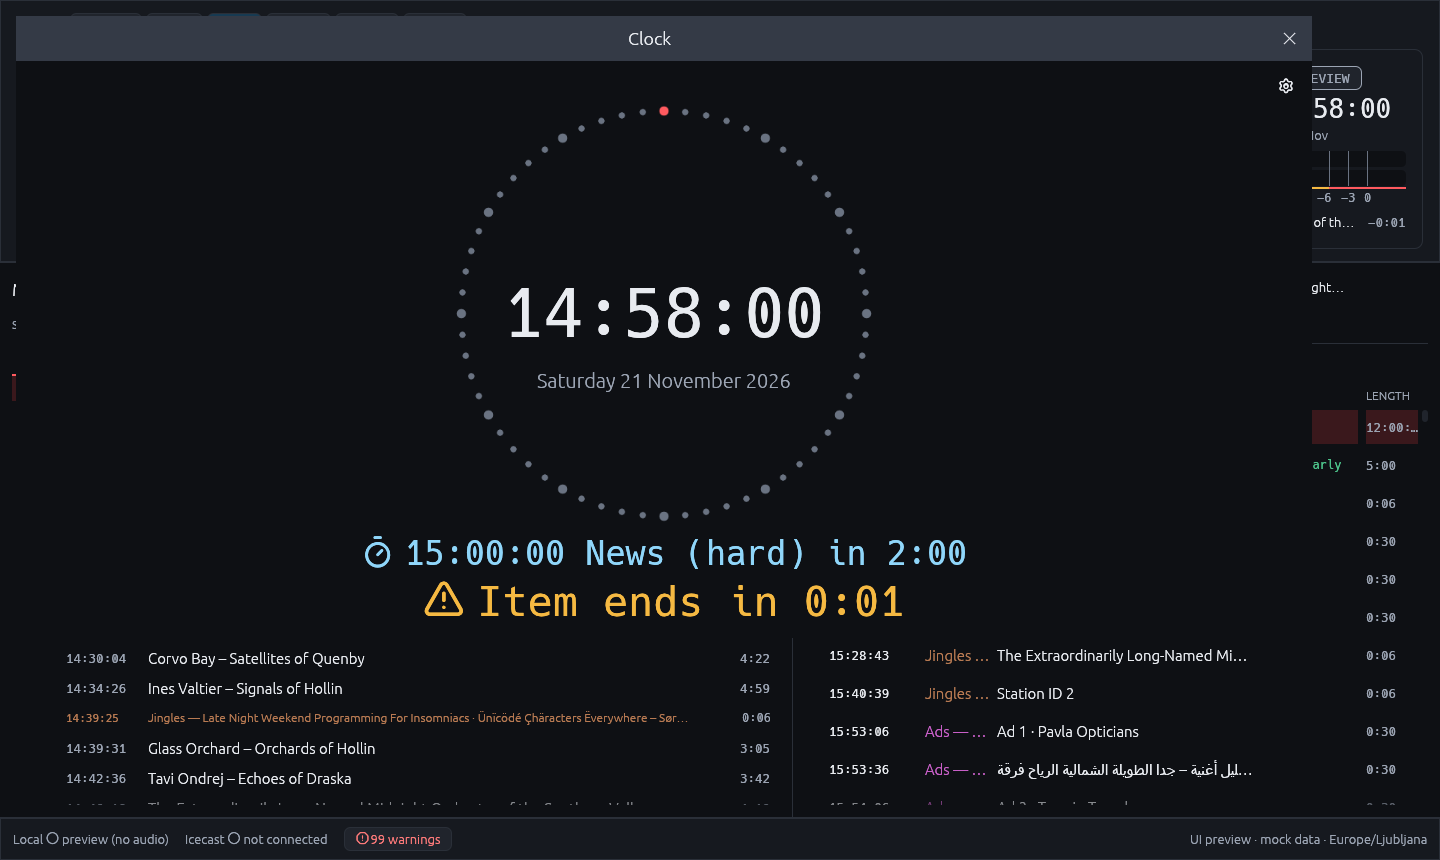 Clock
EVIEW
58:00
lov
−6 −3 0
of th… −0:01
14:58:00
Saturday 21 November 2026
ght…
15:00:00 News (hard) in 2:00
Item ends in 0:01
LENGTH
12:00:…
arly 5:00
0:06
0:30
0:30
0:30
0:06
0:06
0:30
0:30
14:30:04 Corvo Bay – Satellites of Quenby 4:22
14:34:26 Ines Valtier – Signals of Hollin 4:59
14:39:25 Jingles — Late Night Weekend Programming For Insomniacs · Ünïcödé Çhäracters Ëverywhere – Sør… 0:06
14:39:31 Glass Orchard – Orchards of Hollin 3:05
14:42:36 Tavi Ondrej – Echoes of Draska 3:42
15:28:43 Jingles … The Extraordinarily Long-Named Mi…
15:40:39 Jingles … Station ID 2
15:53:06 Ads — … Ad 1 · Pavla Opticians
15:53:36 Ads — … ليل أغنية – جدا الطويلة الشمالية الرياح فرقة…
Local preview (no audio) Icecast not connected 99 warnings UI preview · mock data · Europe/Ljubljana